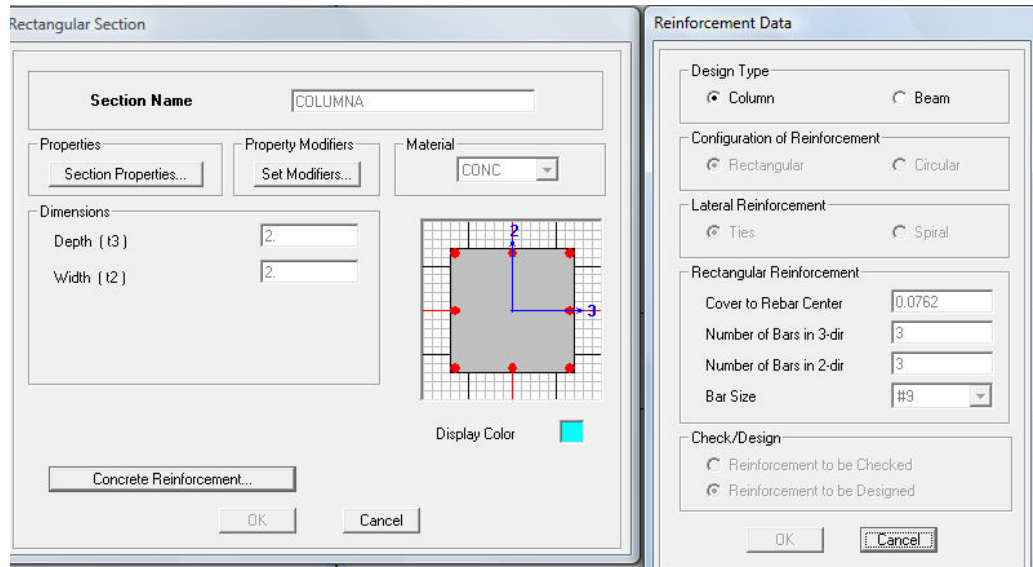 Rectangular Section
Section Name COLUMNA
Properties
Section Properties...
Property Modifiers
Set Modifiers...
Material
CONC
Dimensions
Depth ( t3 ) 2.
Width ( t2 ) 2.
2
3
Display Color
Concrete Reinforcement...
OK Cancel
Reinforcement Data
Design Type
Column Beam
Configuration of Reinforcement
Rectangular Circular
Lateral Reinforcement
Ties Spiral
Rectangular Reinforcement
Cover to Rebar Center 0.0762
Number of Bars in 3-dir 3
Number of Bars in 2-dir 3
Bar Size #9
Check/Design
Reinforcement to be Checked
Reinforcement to be Designed
OK Cancel